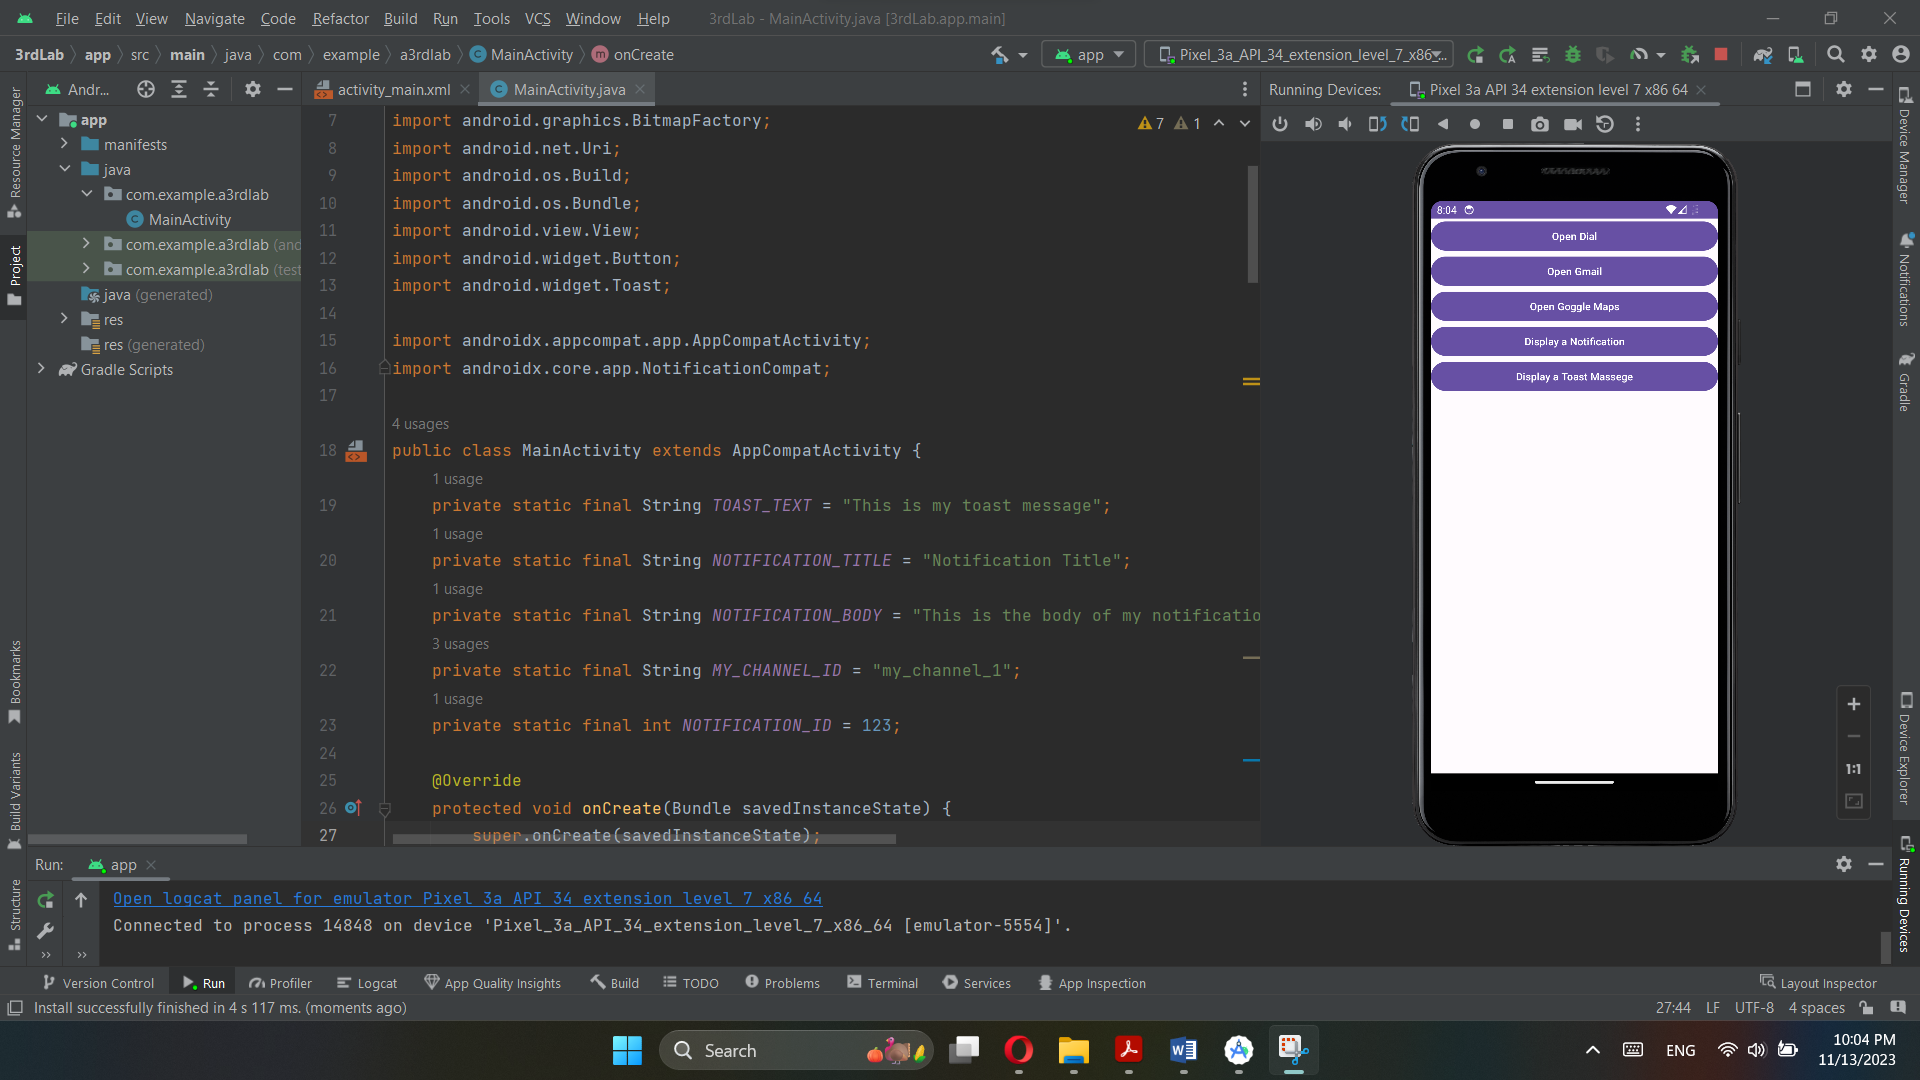 File Edit View Navigate Code Refactor Build Run Tools VCS Window Help 3rdLab - MainActivity.java [3rdLab.app.main]
3rdLab app src main java com example a3rdlab MainActivity onCreate
app Pixel_3a_API_34_extension_level_7_x86...
Andr...
activity_main.xml MainActivity.java
Running Devices: Pixel 3a API 34 extension level 7 x86 64
Resource Manager
Project
Bookmarks
Build Variants
Structure
app
manifests
java
com.example.a3rdlab
MainActivity
com.example.a3rdlab (and
com.example.a3rdlab (test
java (generated)
res
res (generated)
Gradle Scripts
7 1
7 import android.graphics.BitmapFactory;
8 import android.net.Uri;
9 import android.os.Build;
10 import android.os.Bundle;
11 import android.view.View;
12 import android.widget.Button;
13 import android.widget.Toast;
14
15 import androidx.appcompat.app.AppCompatActivity;
16 import androidx.core.app.NotificationCompat;
17
4 usages
18 public class MainActivity extends AppCompatActivity {
1 usage
19 private static final String TOAST_TEXT = "This is my toast message";
1 usage
20 private static final String NOTIFICATION_TITLE = "Notification Title";
1 usage
21 private static final String NOTIFICATION_BODY = "This is the body of my notificatio
3 usages
22 private static final String MY_CHANNEL_ID = "my_channel_1";
1 usage
23 private static final int NOTIFICATION_ID = 123;
24
25 @Override
26 protected void onCreate(Bundle savedInstanceState) {
27 super.onCreate(savedInstanceState);
8:04
Open Dial
Open Gmail
Open Goggle Maps
Display a Notification
Display a Toast Massege
1:1
Device Manager
Notifications
Gradle
Device Explorer
Running Devices
Run: app
Open logcat panel for emulator Pixel 3a API 34 extension level 7 x86 64
Connected to process 14848 on device 'Pixel_3a_API_34_extension_level_7_x86_64 [emulator-5554]'.
Version Control Run Profiler Logcat App Quality Insights Build TODO Problems Terminal Services App Inspection Layout Inspector
Install successfully finished in 4 s 117 ms. (moments ago) 27:44 LF UTF-8 4 spaces
Search
ENG
10:04 PM
11/13/2023